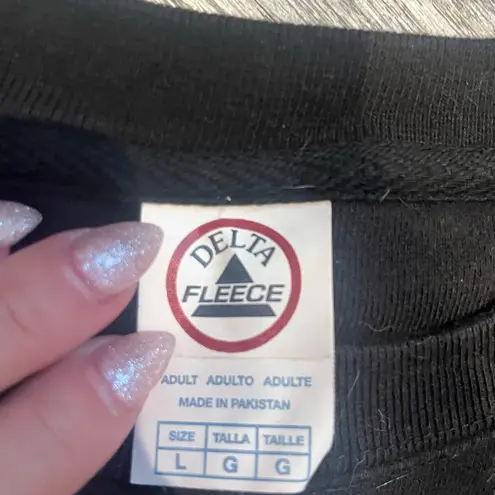 DELTA
FLEECE
ADULT ADULTO ADULTE
MADE IN PAKISTAN
SIZE TALLA TAILLE
L G G